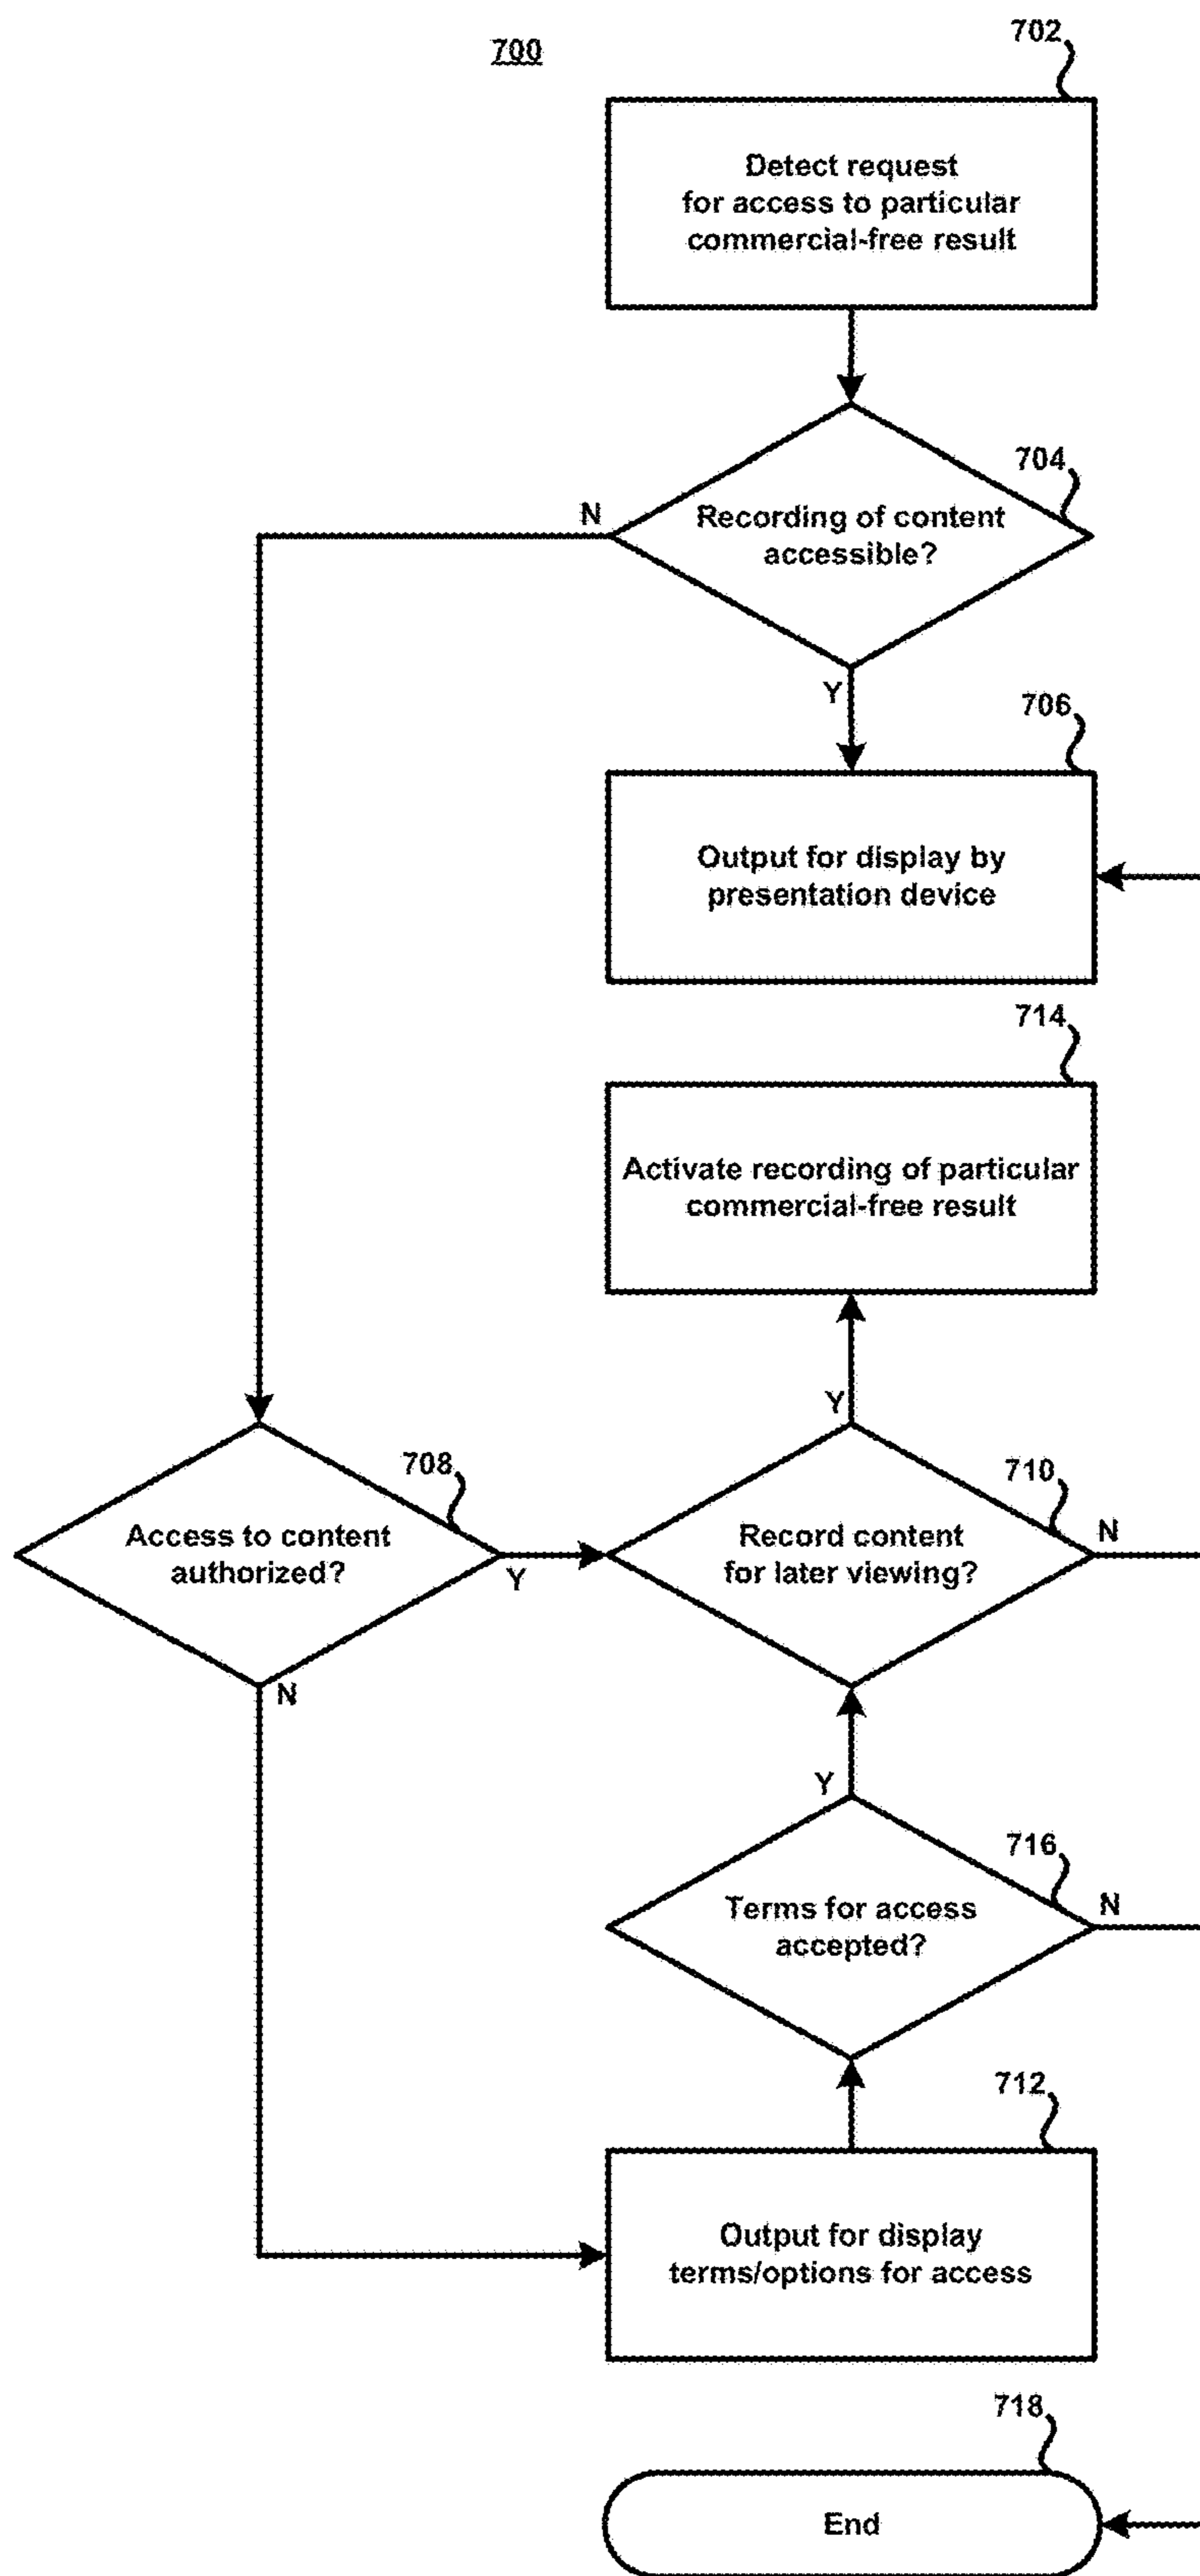 700
702
Detect request
for access to particular
commercial-free result
704
N
Recording of content
accessible?
Y
706
Output for display by
presentation device
714
Activate recording of particular
commercial-free result
Y
708
Access to content
authorized?
Y
N
710
Record content
for later viewing?
N
Y
716
Terms for access
accepted?
N
712
Output for display
terms/options for access
718
End